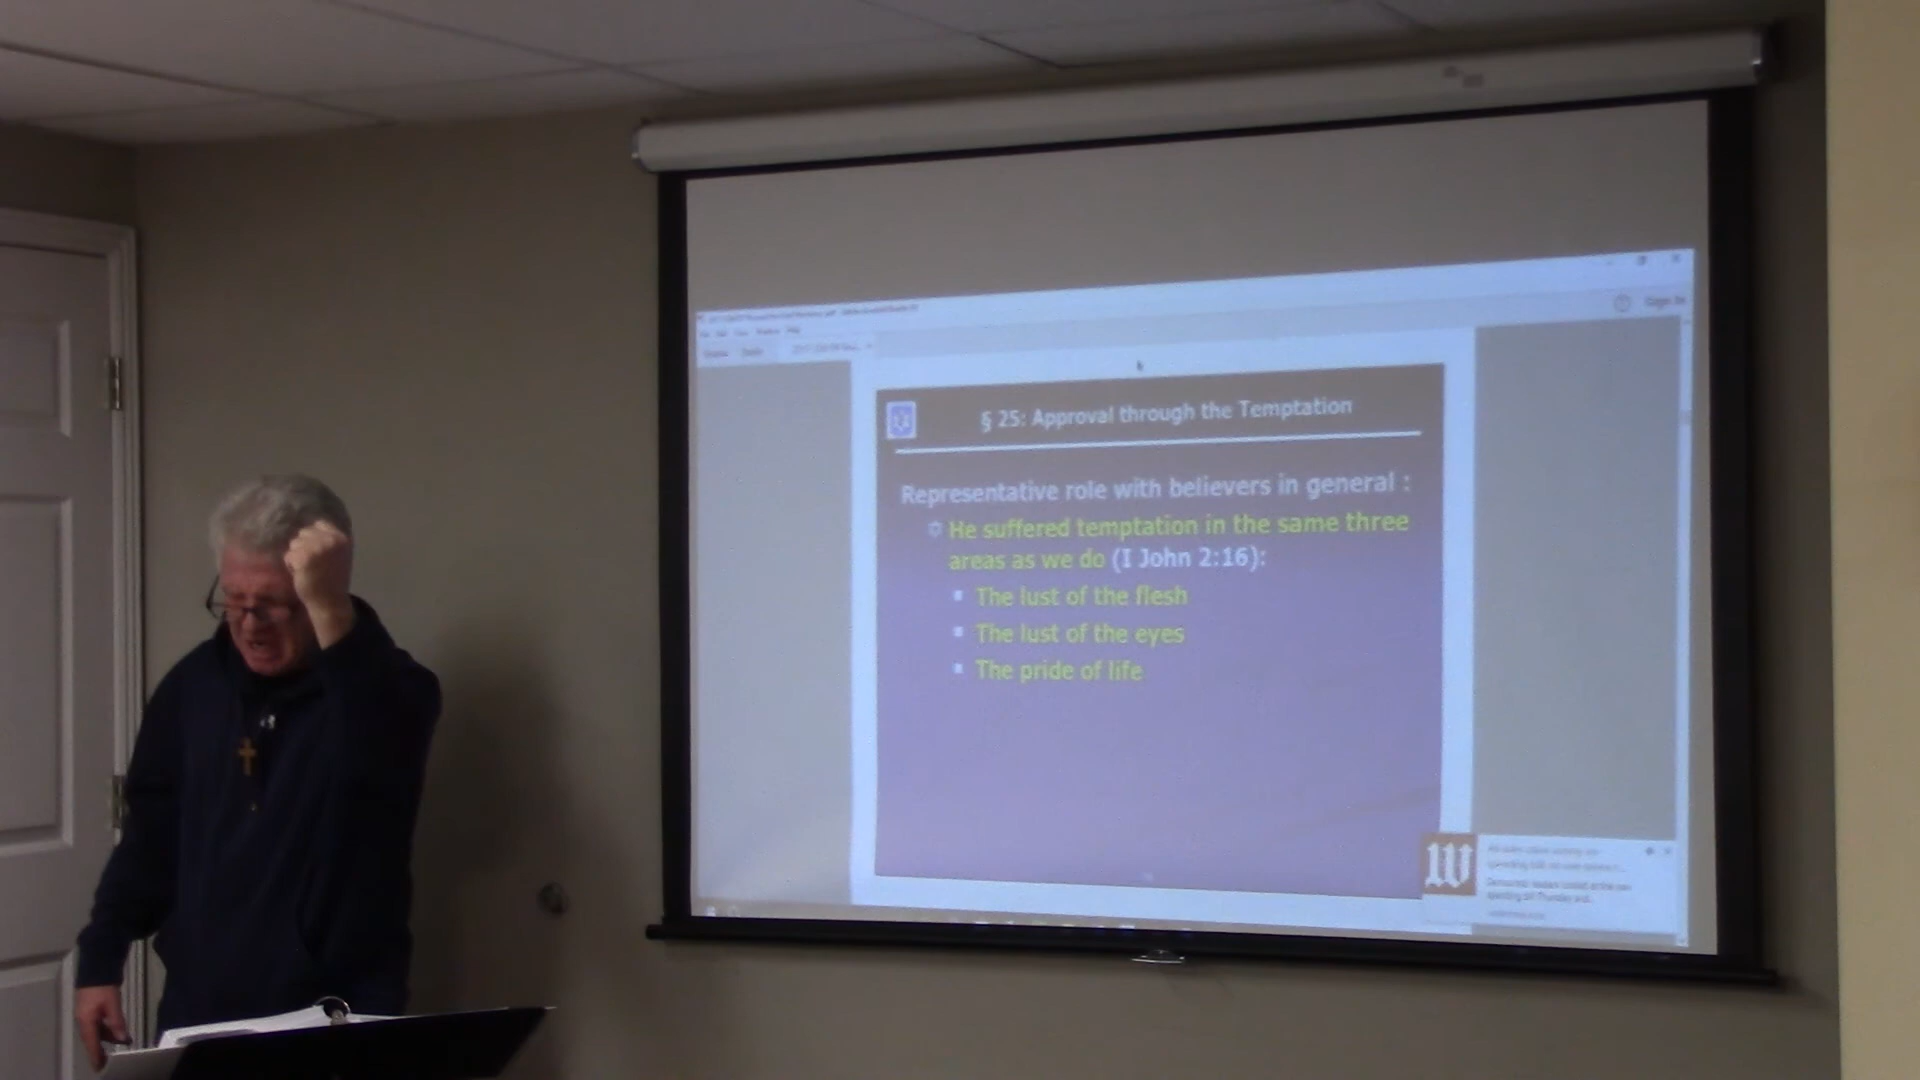 Sign In
§ 25: Approval through the Temptation
Representative role with believers in general :
He suffered temptation in the same three
areas as we do (I John 2:16):
The lust of the flesh
The lust of the eyes
The pride of life
W